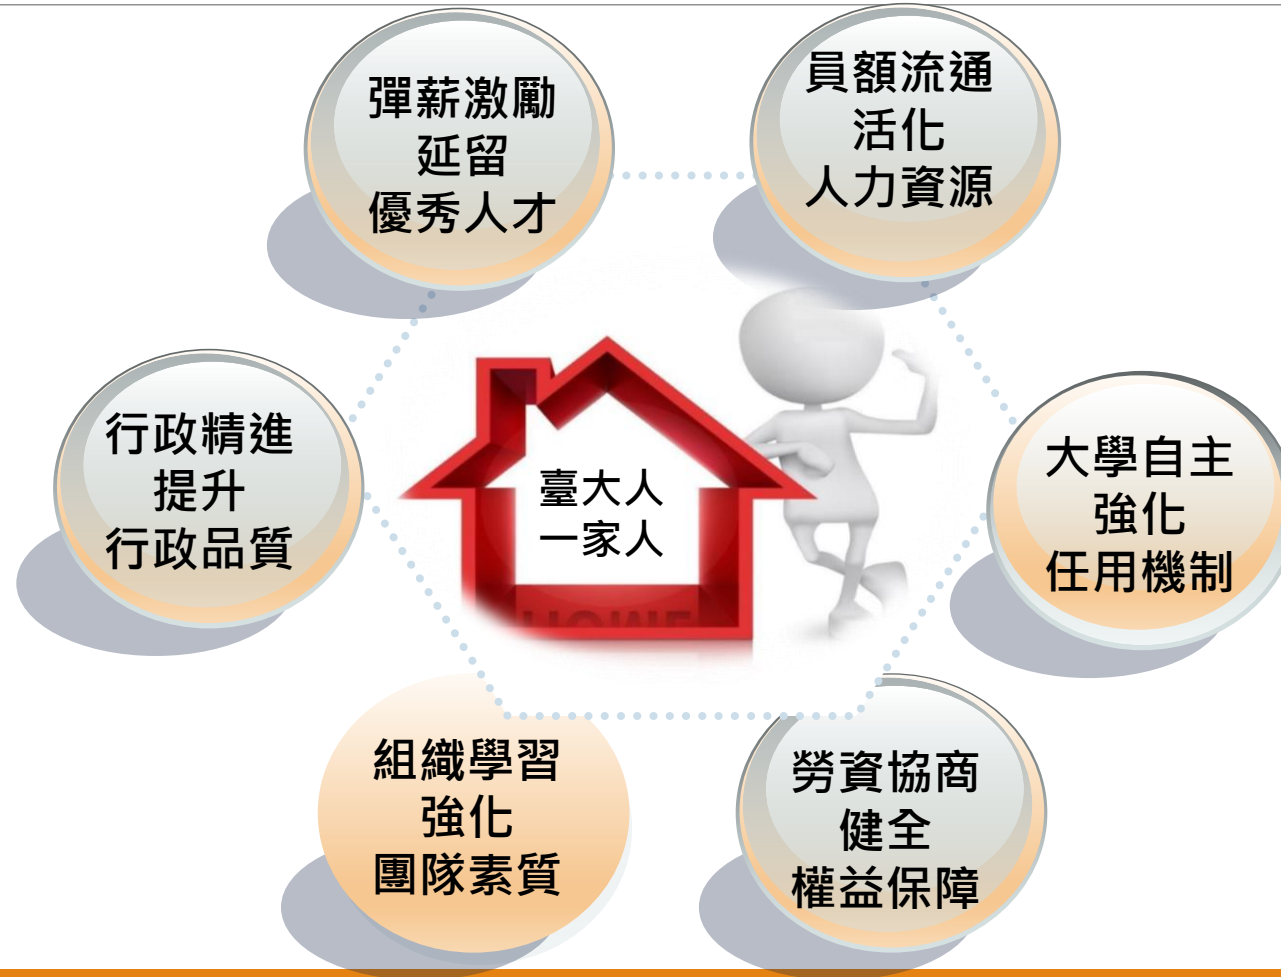 彈薪激勵
延留
優秀人才
員額流通
活化
人力資源
行政精進
提升
行政品質
臺大人
一家人
大學自主
強化
任用機制
組織學習
強化
團隊素質
勞資協商
健全
權益保障
HOME